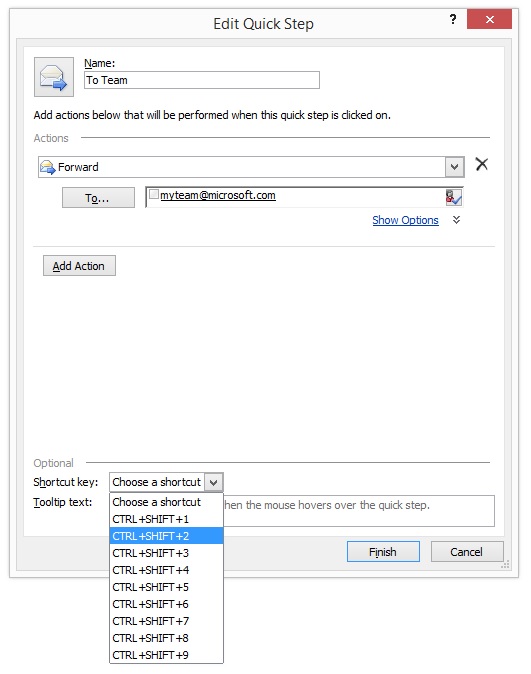 Edit Quick Step
?
Name:
To Team
Add actions below that will be performed when this quick step is clicked on.
Actions
Forward
To...
myteam@microsoft.com
Show Options
Add Action
Optional
Shortcut key: Choose a shortcut
Tooltip text: hen the mouse hovers over the quick step.
Choose a shortcut
CTRL+SHIFT+1
CTRL+SHIFT+2
CTRL+SHIFT+3
CTRL+SHIFT+4
CTRL+SHIFT+5
CTRL+SHIFT+6
CTRL+SHIFT+7
CTRL+SHIFT+8
CTRL+SHIFT+9
Finish
Cancel